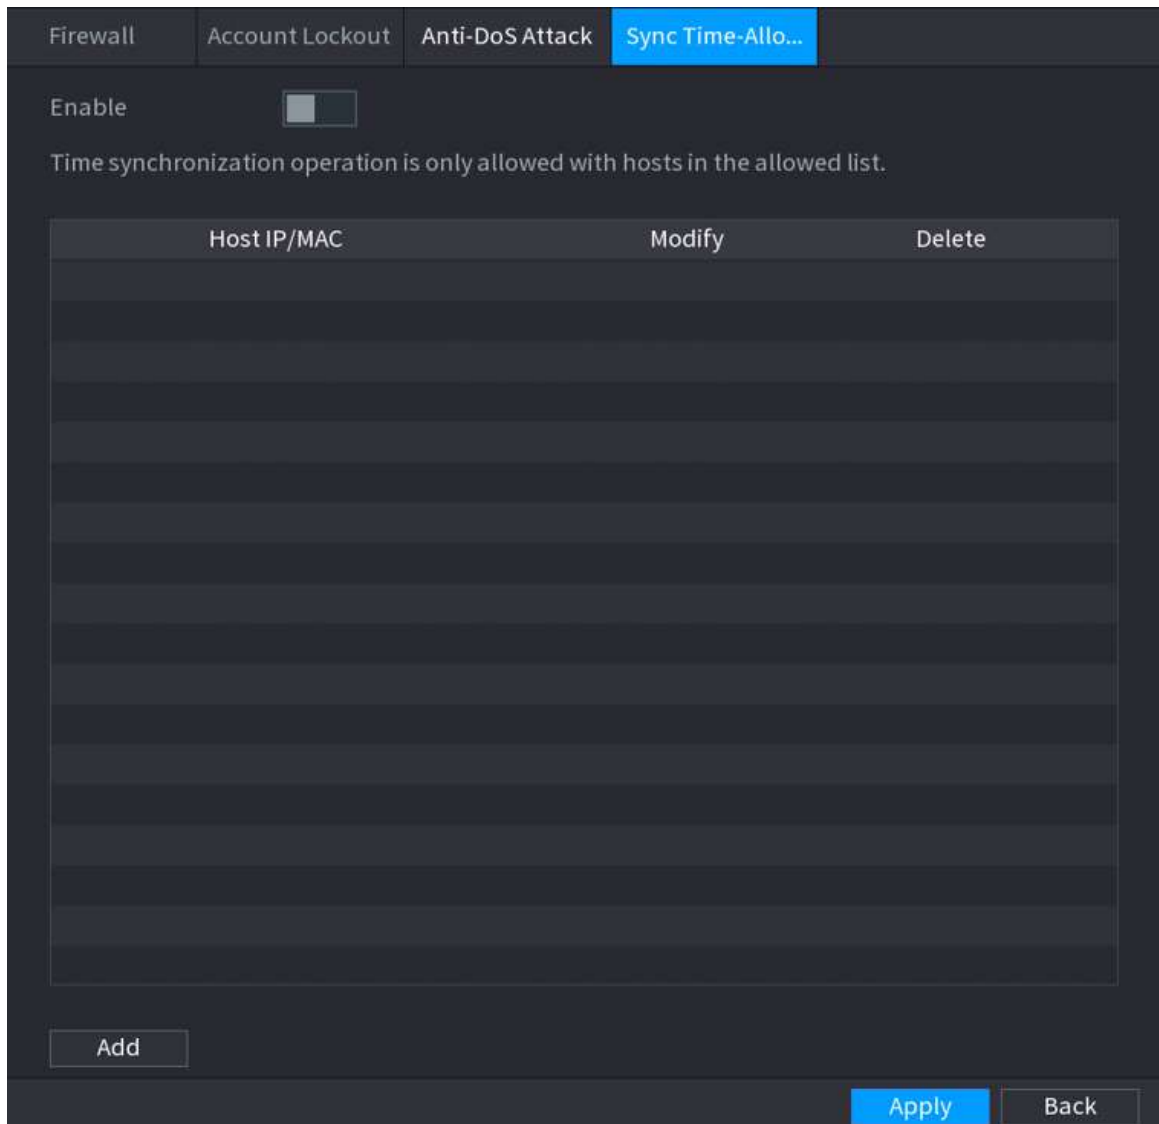 Firewall Account Lockout Anti-DoS Attack Sync Time-Allo...
Enable
Time synchronization operation is only allowed with hosts in the allowed list.
Host IP/MAC Modify Delete
Add
Apply Back